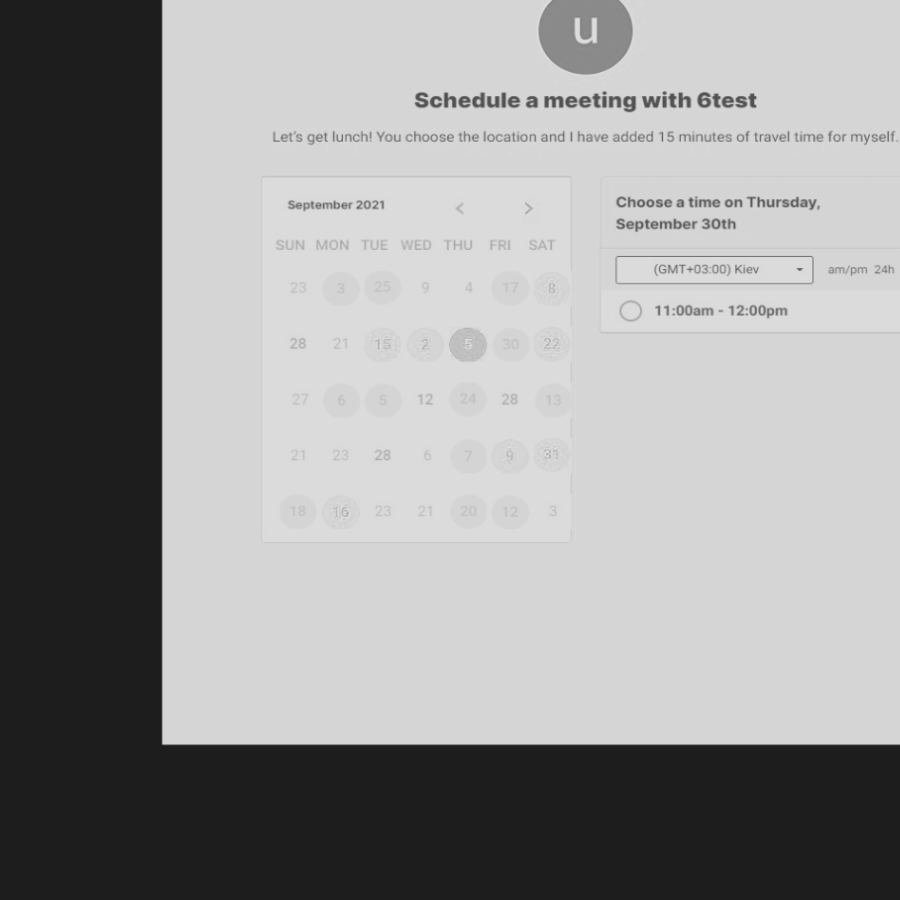 u
Schedule a meeting with 6test
Let's get lunch! You choose the location and I have added 15 minutes of travel time for myself.
September 2021 < >
SUN MON TUE WED THU FRI SAT
23 3 25 9 4 17 8
28 21 15 2 5 30 22
27 6 5 12 24 28 13
21 23 28 6 7 9 31
18 16 23 21 20 12 3
Choose a time on Thursday,
September 30th
(GMT+03:00) Kiev am/pm 24h
11:00am - 12:00pm